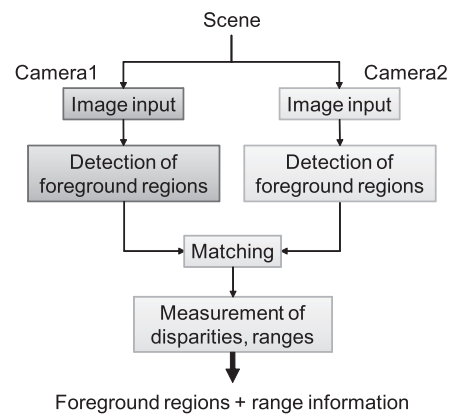 Scene
Camera1
Camera2
Image input
Image input
Detection of
foreground regions
Detection of
foreground regions
Matching
Measurement of
disparities, ranges
Foreground regions + range information